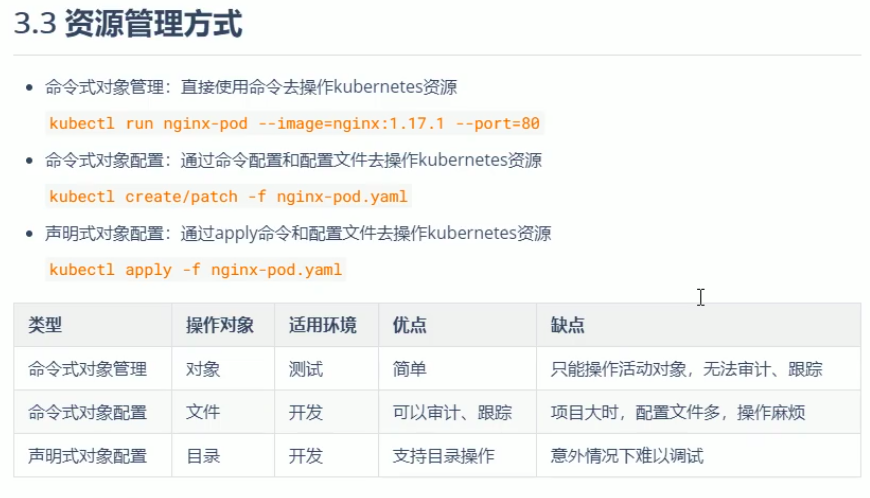 3.3 资源管理方式
命令式对象管理：直接使用命令去操作kubernetes资源
kubectl run nginx-pod --image=nginx:1.17.1 --port=80
命令式对象配置：通过命令配置和配置文件去操作kubernetes资源
kubectl create/patch -f nginx-pod.yaml
声明式对象配置：通过apply命令和配置文件去操作kubernetes资源
kubectl apply -f nginx-pod.yaml
类型 操作对象 适用环境 优点 缺点
命令式对象管理 对象 测试 简单 只能操作活动对象，无法审计、跟踪
命令式对象配置 文件 开发 可以审计、跟踪 项目大时，配置文件多，操作麻烦
声明式对象配置 目录 开发 支持目录操作 意外情况下难以调试